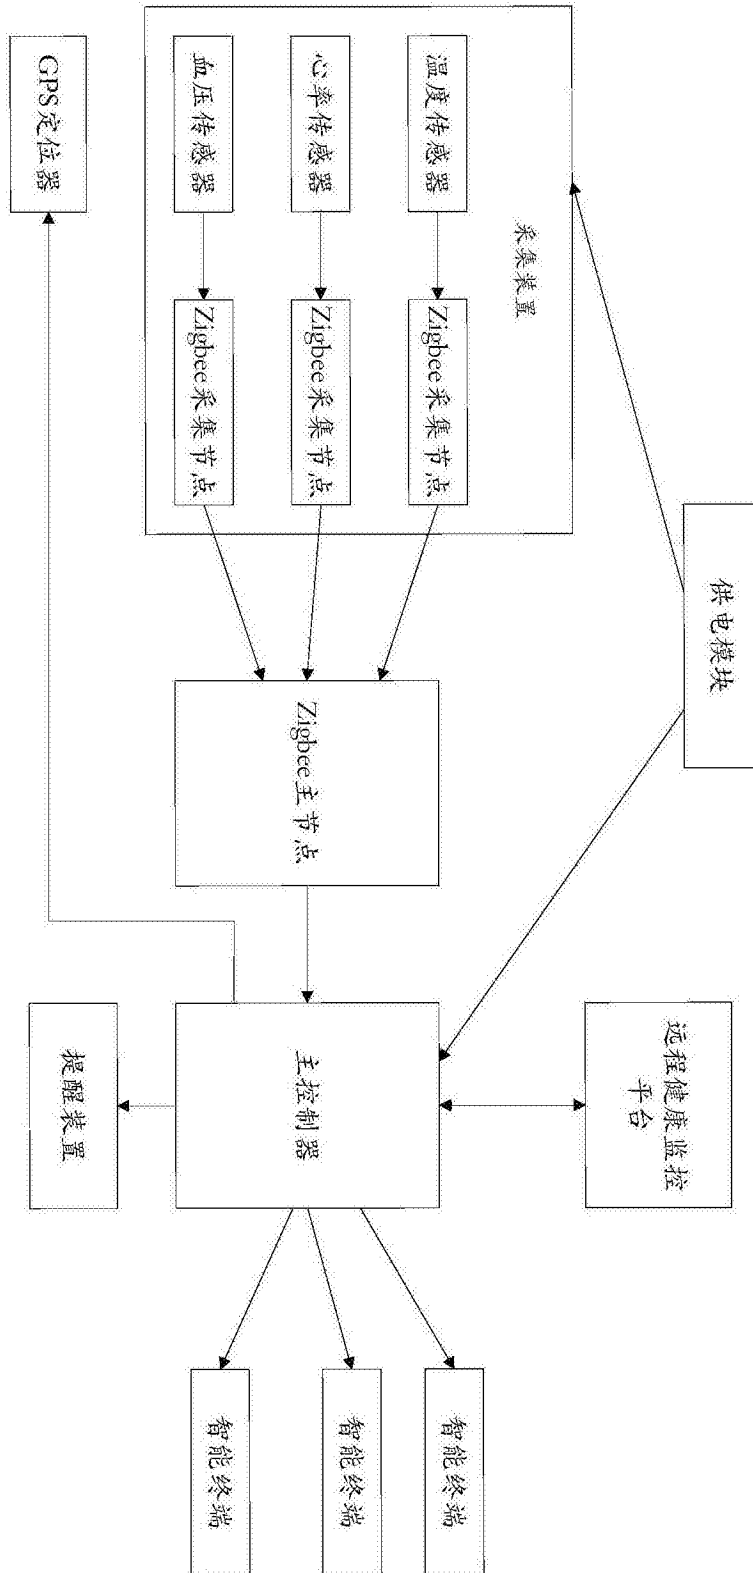 供电模块
远程健康监控
平台
采集装置
温度传感器
Zigbee采集节点
智能终端
心率传感器
Zigbee采集节点
Zigbee主节点
主控制器
智能终端
血压传感器
Zigbee采集节点
智能终端
GPS定位器
提醒装置